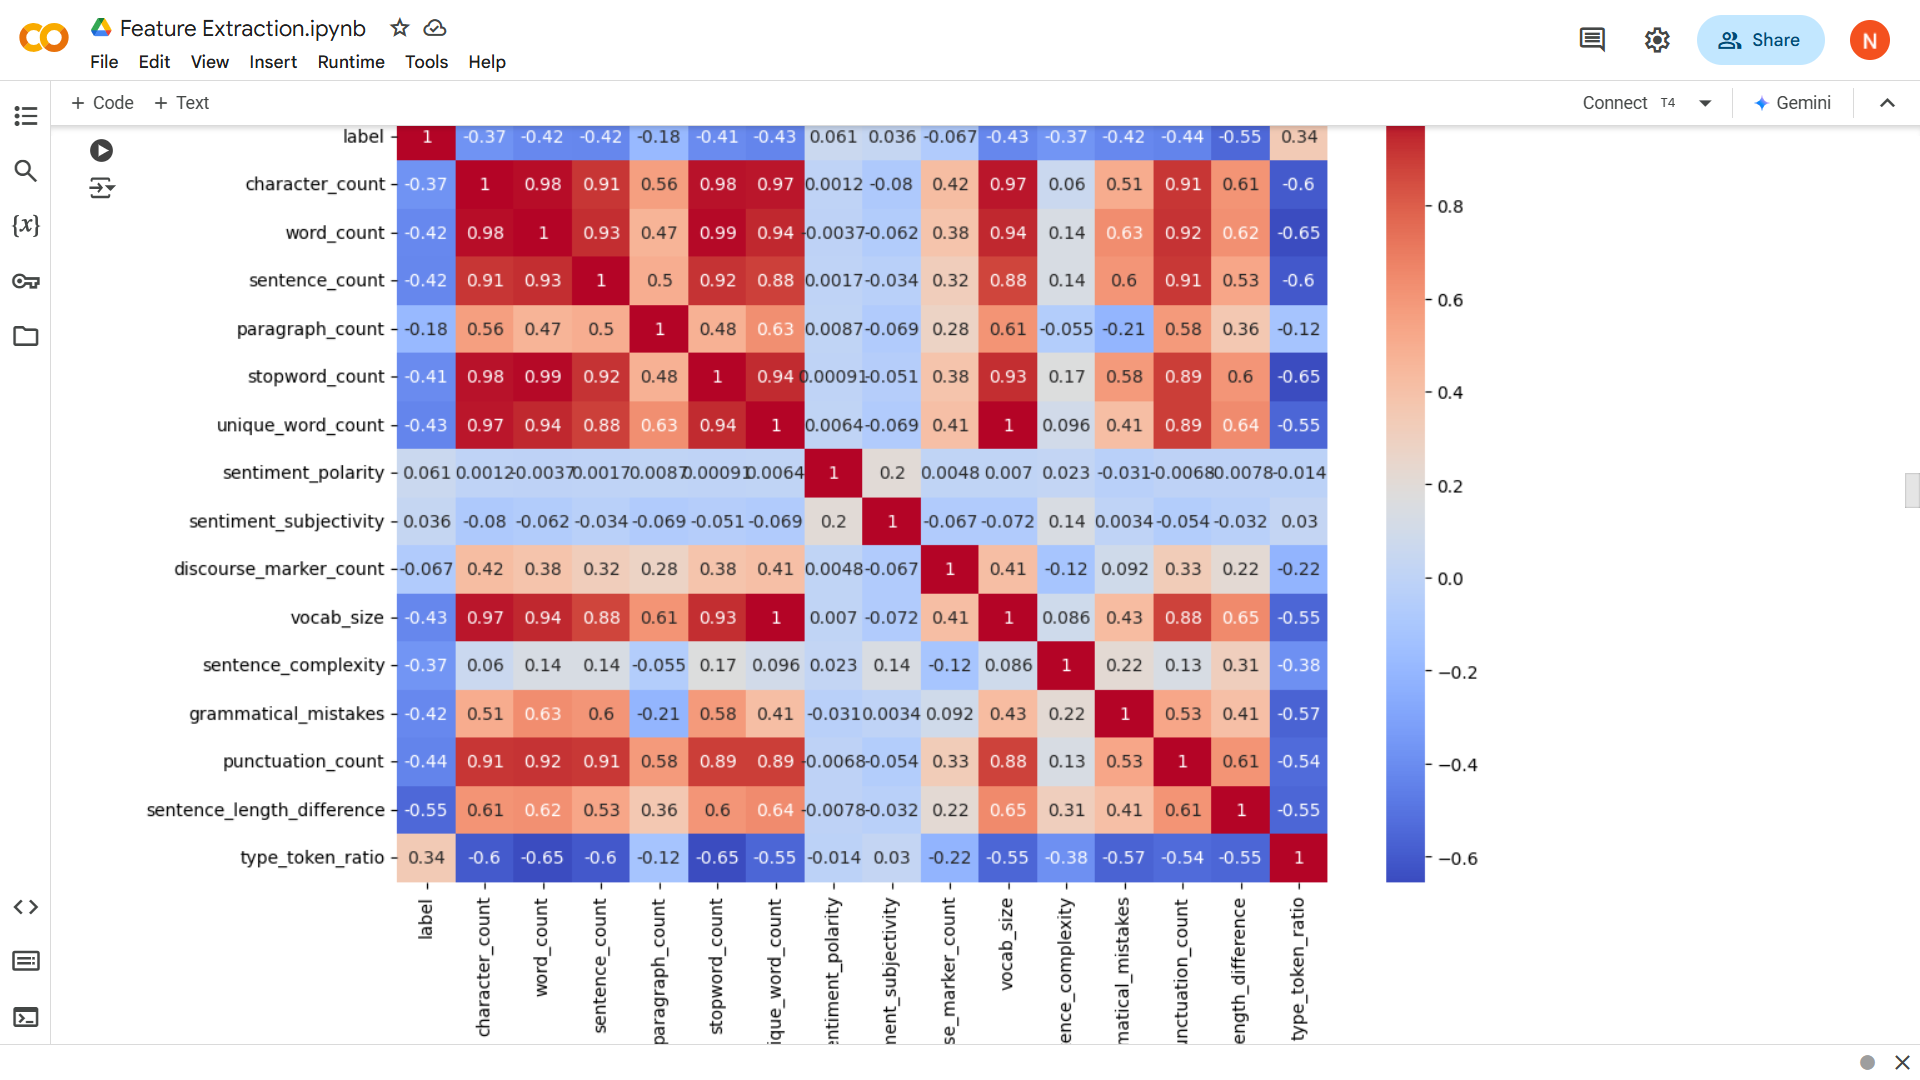 Feature Extraction.ipynb
File Edit View Insert Runtime Tools Help
Share
N
+ Code + Text
Connect T4
Gemini
{x}
label 1 -0.37 -0.42 -0.42 -0.18 -0.41 -0.43 0.061 0.036 -0.067 -0.43 -0.37 -0.42 -0.44 -0.55 0.34
character_count -0.37 1 0.98 0.91 0.56 0.98 0.97 0.0012 -0.08 0.42 0.97 0.06 0.51 0.91 0.61 -0.6
word_count -0.42 0.98 1 0.93 0.47 0.99 0.94 -0.0037 -0.062 0.38 0.94 0.14 0.63 0.92 0.62 -0.65
sentence_count -0.42 0.91 0.93 1 0.5 0.92 0.88 0.0017 -0.034 0.32 0.88 0.14 0.6 0.91 0.53 -0.6
paragraph_count -0.18 0.56 0.47 0.5 1 0.48 0.63 0.0087 -0.069 0.28 0.61 -0.055 -0.21 0.58 0.36 -0.12
stopword_count -0.41 0.98 0.99 0.92 0.48 1 0.94 0.00091 -0.051 0.38 0.93 0.17 0.58 0.89 0.6 -0.65
unique_word_count -0.43 0.97 0.94 0.88 0.63 0.94 1 0.0064 -0.069 0.41 1 0.096 0.41 0.89 0.64 -0.55
sentiment_polarity 0.061 0.0012 -0.0037 0.0017 0.0087 0.00091 0.0064 1 0.2 0.0048 0.007 0.023 -0.031 -0.0068 -0.0078 -0.014
sentiment_subjectivity 0.036 -0.08 -0.062 -0.034 -0.069 -0.051 -0.069 0.2 1 -0.067 -0.072 0.14 0.0034 -0.054 -0.032 0.03
discourse_marker_count -0.067 0.42 0.38 0.32 0.28 0.38 0.41 0.0048 -0.067 1 0.41 -0.12 0.092 0.33 0.22 -0.22
vocab_size -0.43 0.97 0.94 0.88 0.61 0.93 1 0.007 -0.072 0.41 1 0.086 0.43 0.88 0.65 -0.55
sentence_complexity -0.37 0.06 0.14 0.14 -0.055 0.17 0.096 0.023 0.14 -0.12 0.086 1 0.22 0.13 0.31 -0.38
grammatical_mistakes -0.42 0.51 0.63 0.6 -0.21 0.58 0.41 -0.031 0.0034 0.092 0.43 0.22 1 0.53 0.41 -0.57
punctuation_count -0.44 0.91 0.92 0.91 0.58 0.89 0.89 -0.0068 -0.054 0.33 0.88 0.13 0.53 1 0.61 -0.54
sentence_length_difference -0.55 0.61 0.62 0.53 0.36 0.6 0.64 -0.0078 -0.032 0.22 0.65 0.31 0.41 0.61 1 -0.55
type_token_ratio 0.34 -0.6 -0.65 -0.6 -0.12 -0.65 -0.55 -0.014 0.03 -0.22 -0.55 -0.38 -0.57 -0.54 -0.55 1
label
character_count
word_count
sentence_count
paragraph_count
stopword_count
ique_word_count
entiment_polarity
ment_subjectivity
se_marker_count
vocab_size
ence_complexity
matical_mistakes
unctuation_count
ength_difference
type_token_ratio
0.8
0.6
0.4
0.2
0.0
−0.2
−0.4
−0.6